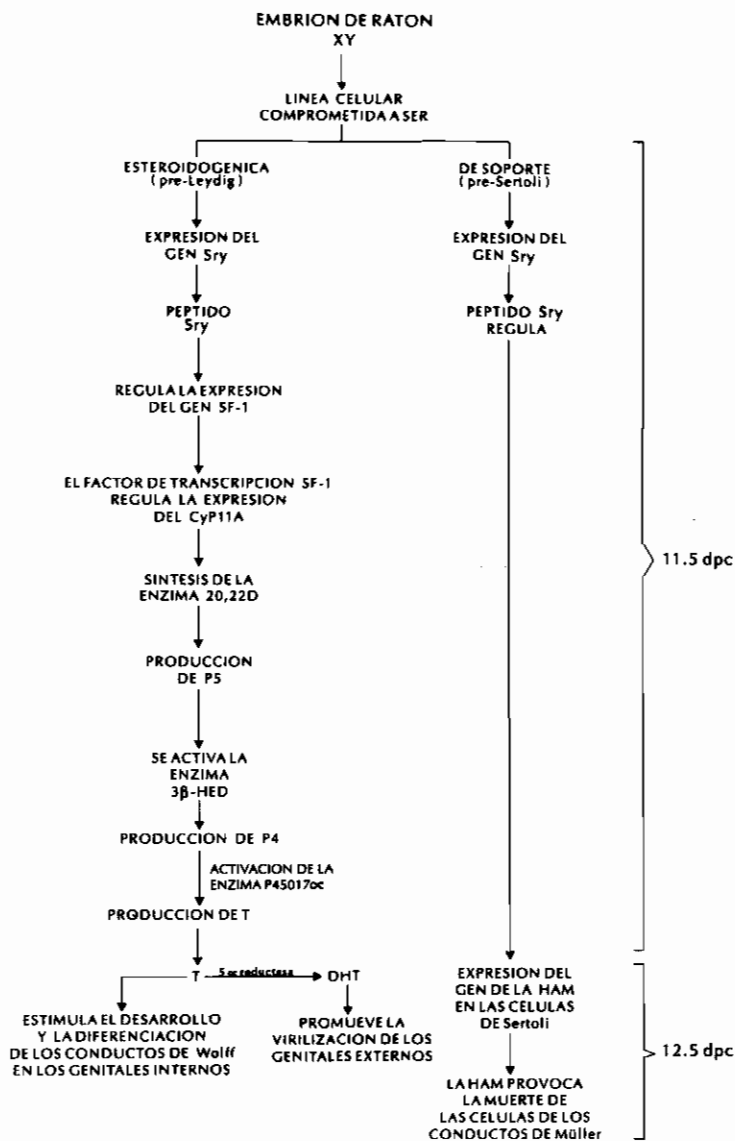 EMBRION DE RATON
XY
LINEA CELULAR
COMPROMETIDA A SER
ESTEROIDOGENICA
(pre-Leydig)
EXPRESION DEL
GEN Sry
PEPTIDO
Sry
REGULA LA EXPRESION
DEL GEN SF-1
EL FACTOR DE TRANSCRIPCION SF-1
REGULA LA EXPRESION
DEL CyP11A
SINTESIS DE LA
ENZIMA 20,22D
PRODUCCION
DE P5
SE ACTIVA LA
ENZIMA
3β-HED
PRODUCCION DE P4
ACTIVACION DE LA
ENZIMA P45017oc
PRODUCCION DE T
T
5 α reductasa
DHT
ESTIMULA EL DESARROLLO
Y LA DIFERENCIACION
DE LOS CONDUCTOS DE Wolff
EN LOS GENITALES INTERNOS
PROMUEVE LA
VIRILIZACION DE LOS
GENITALES EXTERNOS
DE SOPORTE
(pre-Sertoli)
EXPRESION DEL
GEN Sry
PEPTIDO Sry
REGULA
EXPRESION DEL
GEN DE LA HAM
EN LAS CELULAS
DE Sertoli
LA HAM PROVOCA
LA MUERTE DE
LAS CELULAS DE LOS
CONDUCTOS DE Müller
11.5 dpc
12.5 dpc